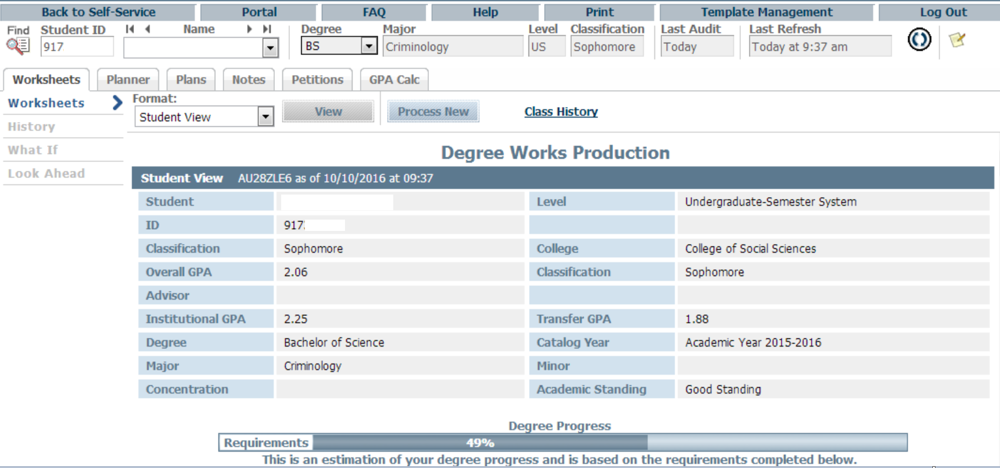 Back to Self-Service Portal FAQ Help Print Template Management Log Out
Find Student ID Name Degree Major Level Classification Last Audit Last Refresh
917 BS Criminology US Sophomore Today Today at 9:37 am
Worksheets Planner Plans Notes Petitions GPA Calc
Worksheets
History
What If
Look Ahead
Format:
Student View View Process New Class History
Degree Works Production
Student View AU28ZLE6 as of 10/10/2016 at 09:37
Student Level Undergraduate-Semester System
ID 917
Classification Sophomore College College of Social Sciences
Overall GPA 2.06 Classification Sophomore
Advisor
Institutional GPA 2.25 Transfer GPA 1.88
Degree Bachelor of Science Catalog Year Academic Year 2015-2016
Major Criminology Minor
Concentration Academic Standing Good Standing
Degree Progress
Requirements 49%
This is an estimation of your degree progress and is based on the requirements completed below.